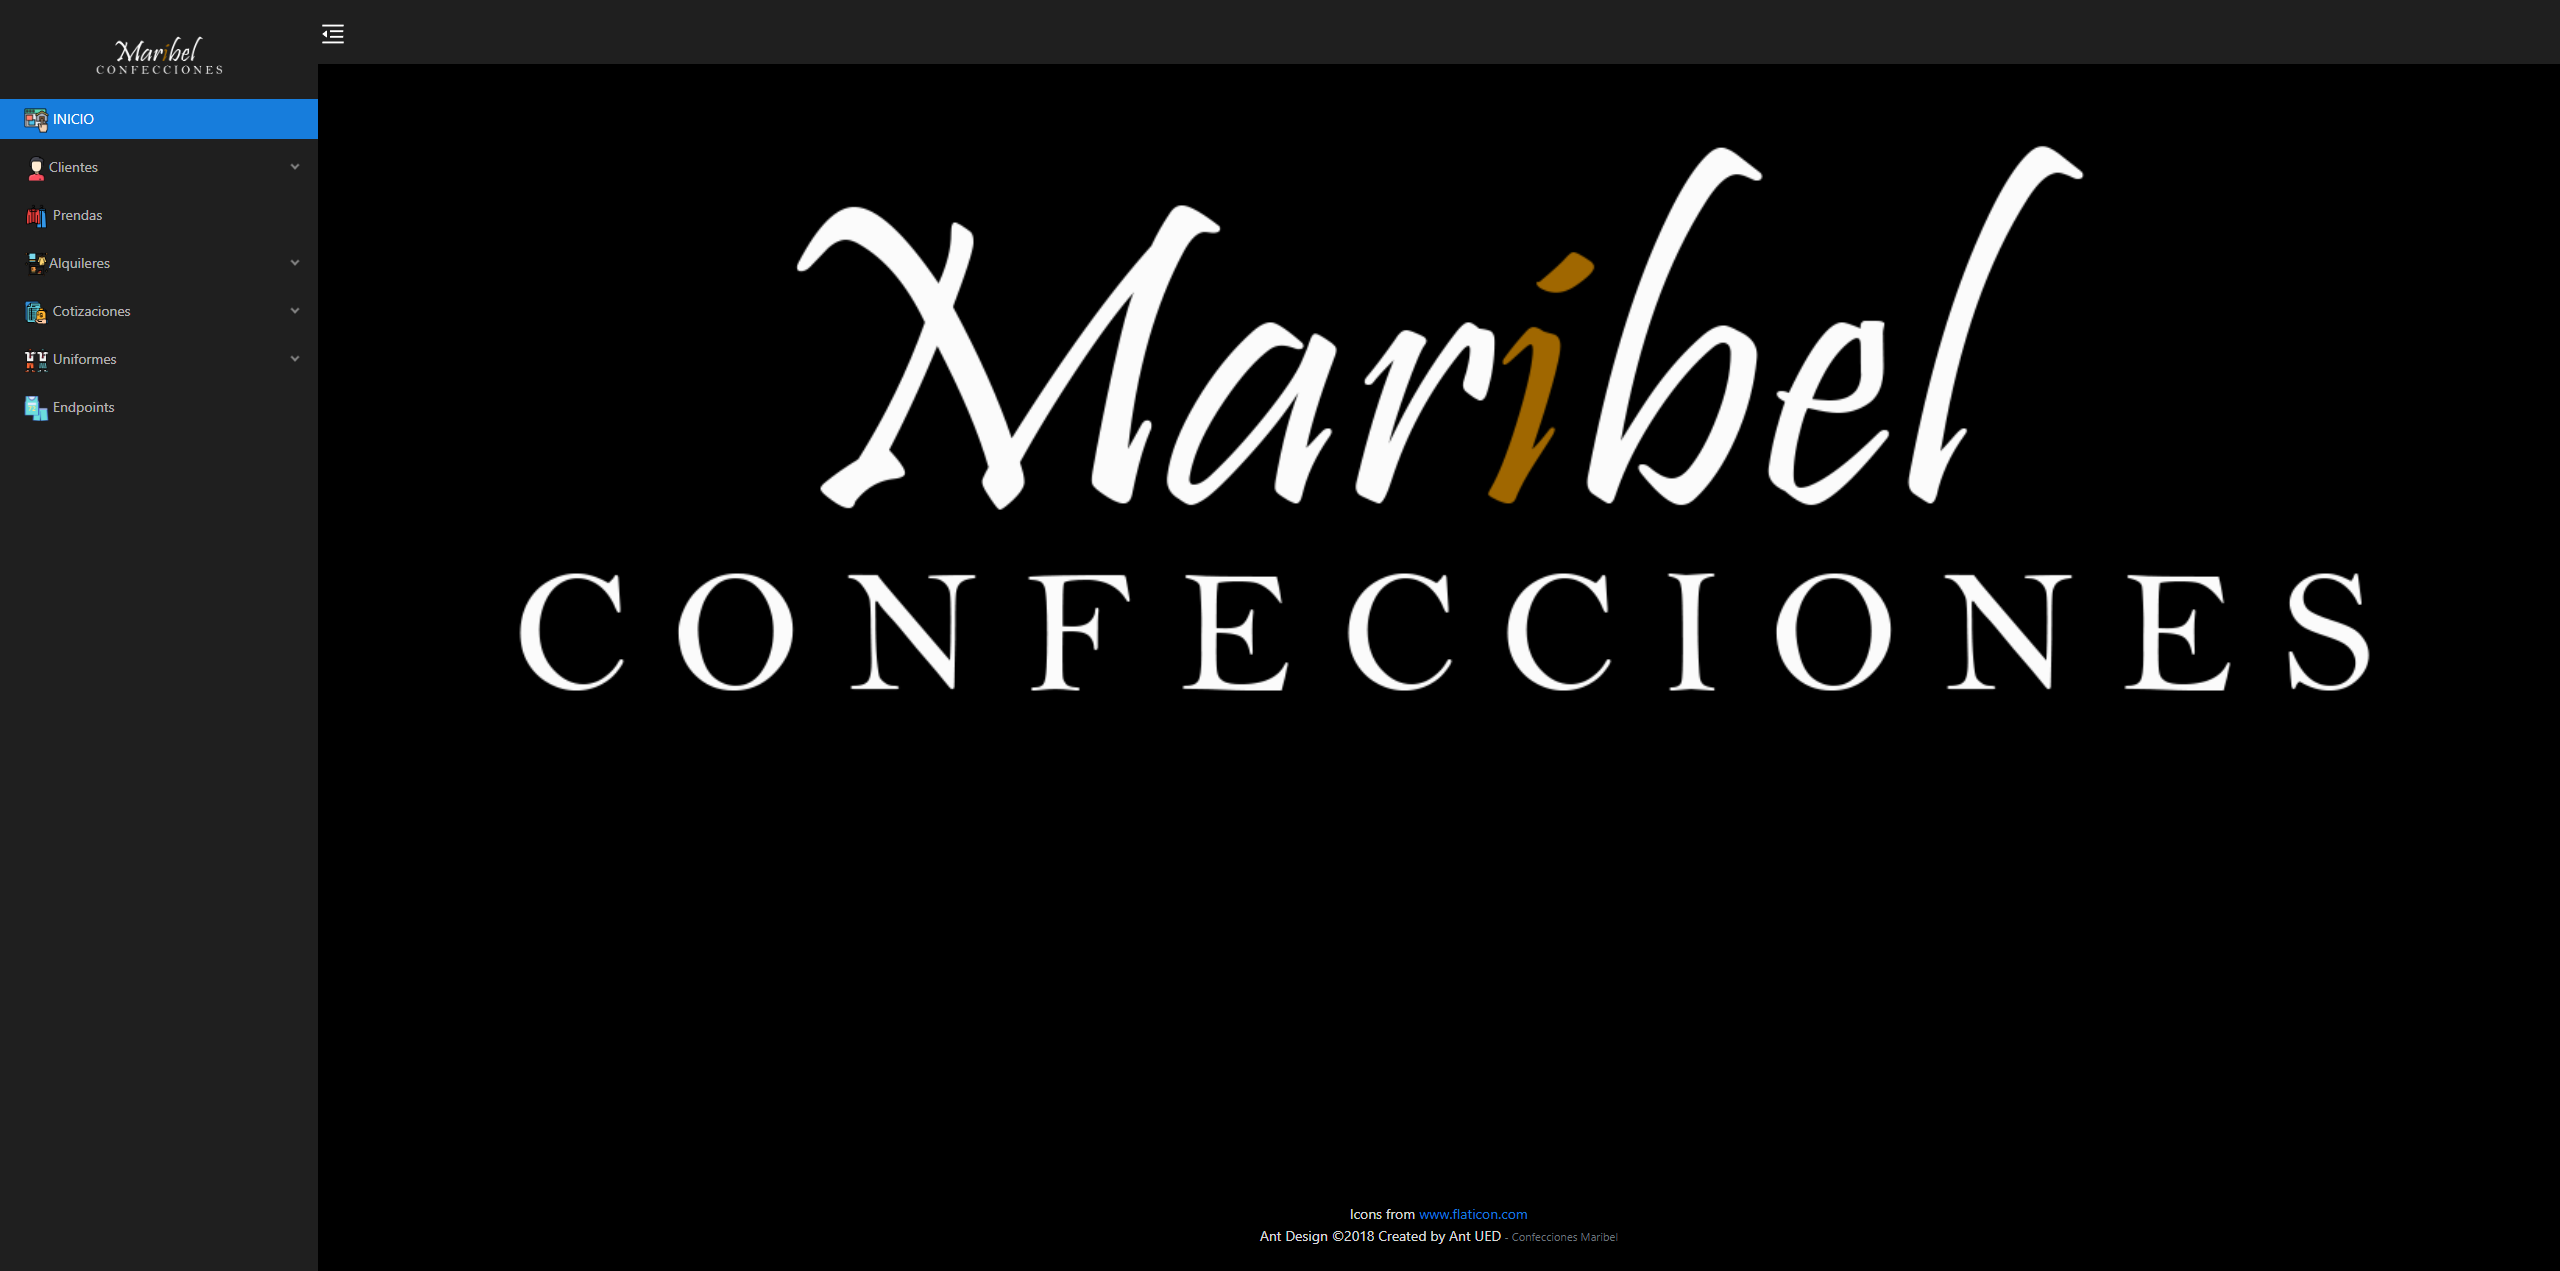 Maribel
CONFECCIONES
INICIO
Clientes
Prendas
Alquileres
Cotizaciones
Uniformes
Endpoints
Maribel
CONFECCIONES
Icons from www.flaticon.com
Ant Design ©2018 Created by Ant UED - Confecciones Maribel